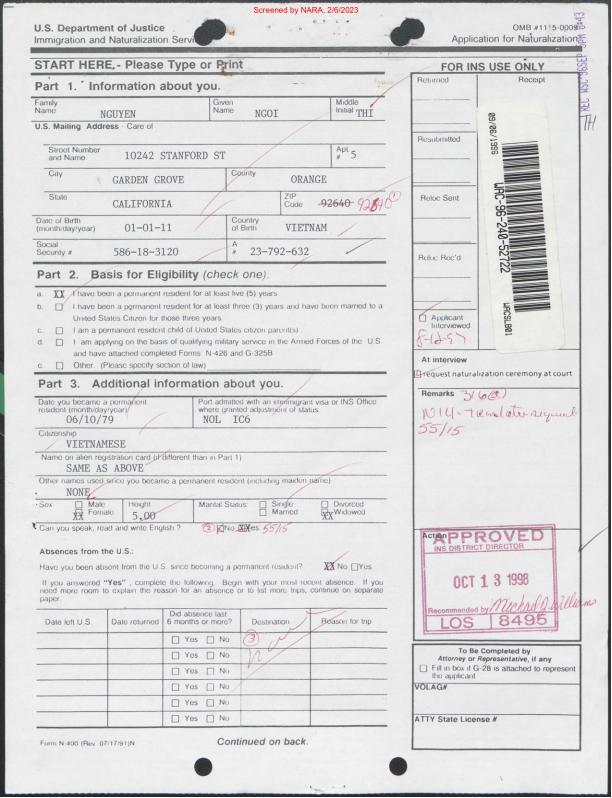 Screened by NARA, 2/6/2023
U.S. Department of Justice
Immigration and Naturalization Servi
OMB #1115-0009
Application for Naturalization
START HERE - Please Type or Print
FOR INS USE ONLY
Part 1. Information about you.
Family Name NGUYEN
Given Name NGOI
Middle Initial THI
U.S. Mailing Address - Care of
Street Number and Name 10242 STANFORD ST
Apt. # 5
City GARDEN GROVE
County ORANGE
State CALIFORNIA
ZIP Code 92640
Date of Birth (month/day/year) 01-01-11
Country of Birth VIETNAM
Social Security # 586-18-3120
A # 23-792-632
Part 2. Basis for Eligibility (check one).
a. XX I have been a permanent resident for at least five (5) years
b. I have been a permanent resident for at least three (3) years and have been married to a
United States Citizen for those three years.
c. I am a permanent resident child of United States citizen parent(s)
d. I am applying on the basis of qualifying military service in the Armed Forces of the U.S.
and have attached completed Forms N-426 and G-325B
e. Other. (Please specify section of law)
Part 3. Additional information about you.
Date you became a permanent resident (month/day/year) 06/10/79
Port admitted with an immigrant visa or INS Office where granted adjustment of status NOL IC6
Citizenship
VIETNAMESE
Name on alien registration card (if different than in Part 1)
SAME AS ABOVE
Other names used since you became a permanent resident (including maiden name)
NONE
Sex Male XX Female
Height 5,00
Marital Status: Single Married Divorced XX Widowed
Can you speak, read and write English ? No XX Yes. 55/15
Absences from the U.S.:
Have you been absent from the U.S. since becoming a permanent resident? XX No Yes.
If you answered "Yes" , complete the following. Begin with your most recent absence. If you
need more room to explain the reason for an absence or to list more trips, continue on separate
paper.
Date left U.S.
Date returned
Did absence last 6 months or more?
Destination
Reason for trip
Yes No
Yes No
Yes No
Yes No
Yes No
Yes No
3
none
Form N-400 (Rev. 07/17/91)N
Continued on back.
Returned
Receipt
Resubmitted
Reloc Sent
Reloc Rec'd
09/06/1996
WAC-96-240-52722
Applicant Interviewed
8-12-97
At interview
request naturalization ceremony at court
Remarks
316(a)
N14 - translator
55/15
Action
APPROVED
INS DISTRICT DIRECTOR
OCT 13 1998
Recommended by Michael D. Williams
LOS 8495
To Be Completed by
Attorney or Representative, if any
Fill in box if G-28 is attached to represent
the applicant
VOLAG#
ATTY State License #
TH